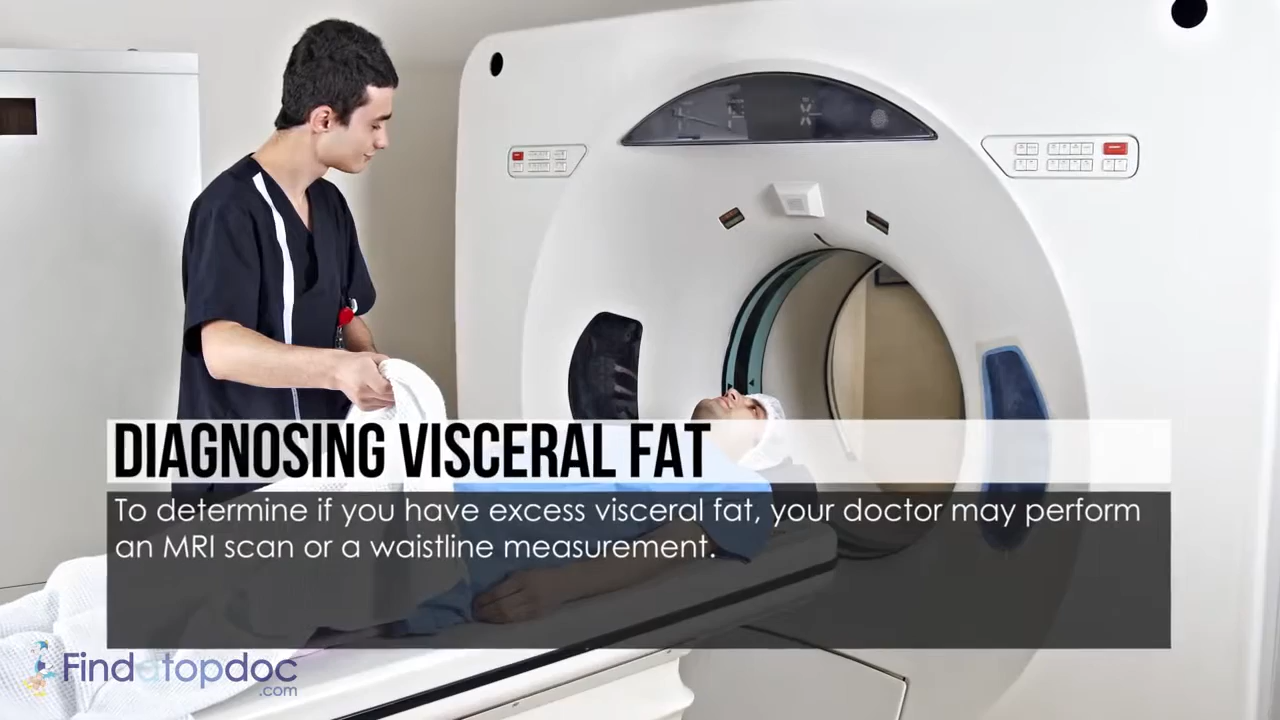 DIAGNOSING VISCERAL FAT
To determine if you have excess visceral fat, your doctor may perform
an MRI scan or a waistline measurement.
Findatopdoc
.com